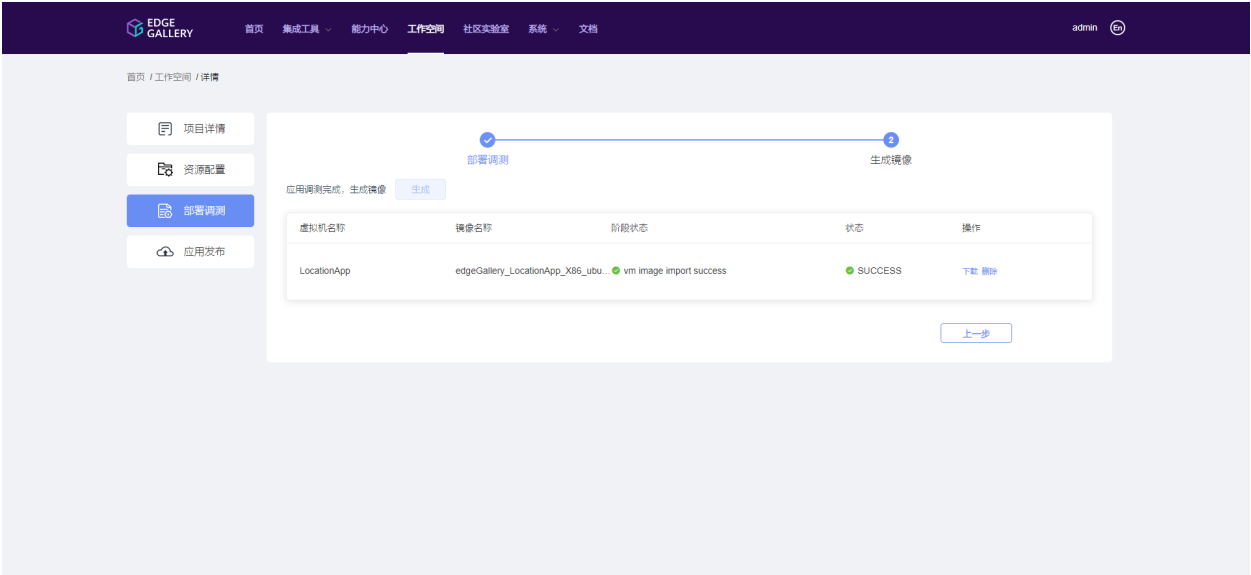 EDGE GALLERY
首页 集成工具 能力中心 工作空间 社区实验室 系统 文档 admin En
首页 / 工作空间 / 详情
项目详情
资源配置
部署调测
应用发布
2
部署调测 生成镜像
应用调测完成，生成镜像 生成
虚拟机名称 镜像名称 阶段状态 状态 操作
LocationApp edgeGallery_LocationApp_X86_ubu... vm image import success SUCCESS 下载 删除
上一步